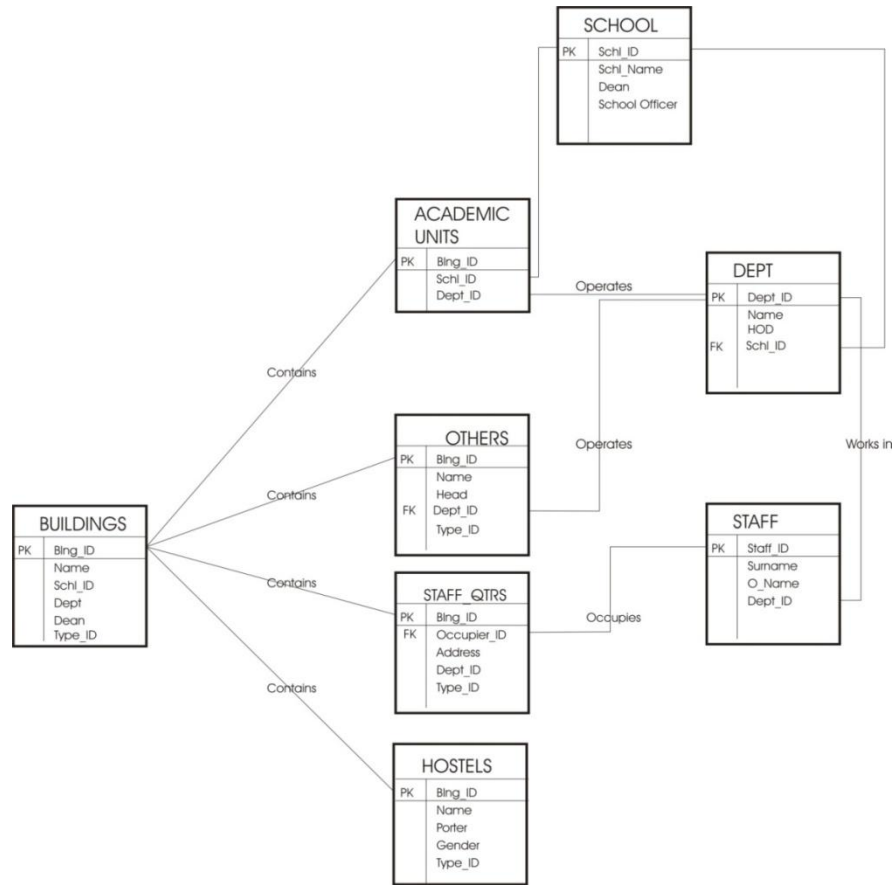 SCHOOL
PK Schl_ID
Schl_Name
Dean
School Officer
ACADEMIC
UNITS
PK Blng_ID
Schl_ID
Dept_ID
Operates
DEPT
PK Dept_ID
Name
HOD
FK Schl_ID
Contains
OTHERS
PK Blng_ID
Name
Head
FK Dept_ID
Type_ID
Operates
Works in
Contains
BUILDINGS
PK Blng_ID
Name
Schl_ID
Dept
Dean
Type_ID
Contains
STAFF_QTRS
PK Blng_ID
FK Occupier_ID
Address
Dept_ID
Type_ID
Occupies
STAFF
PK Staff_ID
Surname
O_Name
Dept_ID
Contains
HOSTELS
PK Blng_ID
Name
Porter
Gender
Type_ID